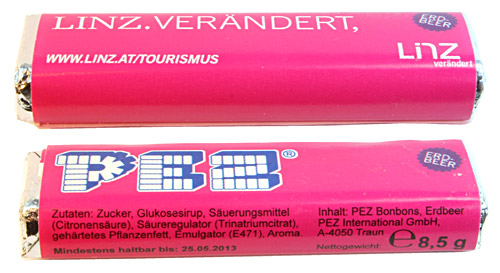 LINZ.VERÄNDERT,
WWW.LINZ.AT/TOURISMUS
ERD-
BEER
LINZ
verändert
PEZ®
ERD-
BEER
Zutaten: Zucker, Glukosesirup, Säuerungsmittel
(Citronensäure), Säureregulator (Trinatriumcitrat),
gehärtetes Pflanzenfett, Emulgator (E471), Aroma.
Mindestens haltbar bis: 25.05.2013
Inhalt: PEZ Bonbons, Erdbeer
PEZ International GmbH,
A-4050 Traun
Nettogewicht: ℮ 8,5 g